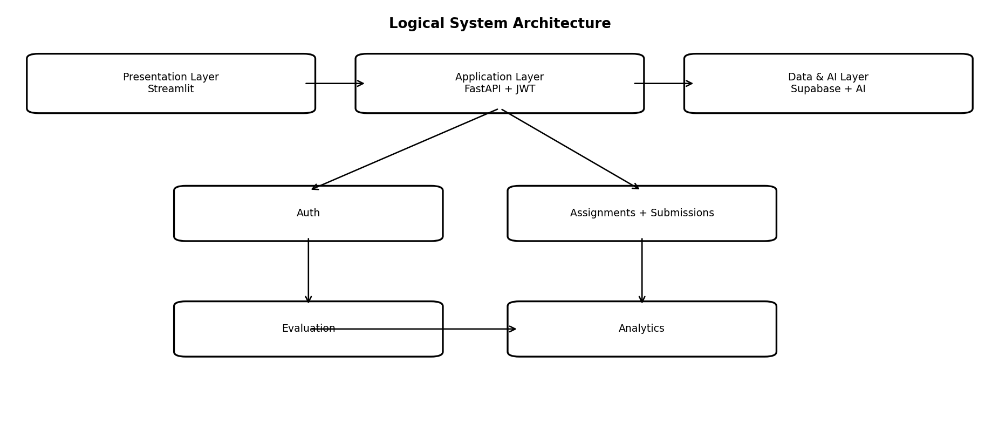 Logical System Architecture
Presentation Layer
Streamlit
Application Layer
FastAPI + JWT
Data & AI Layer
Supabase + AI
Auth
Assignments + Submissions
Evaluation
Analytics